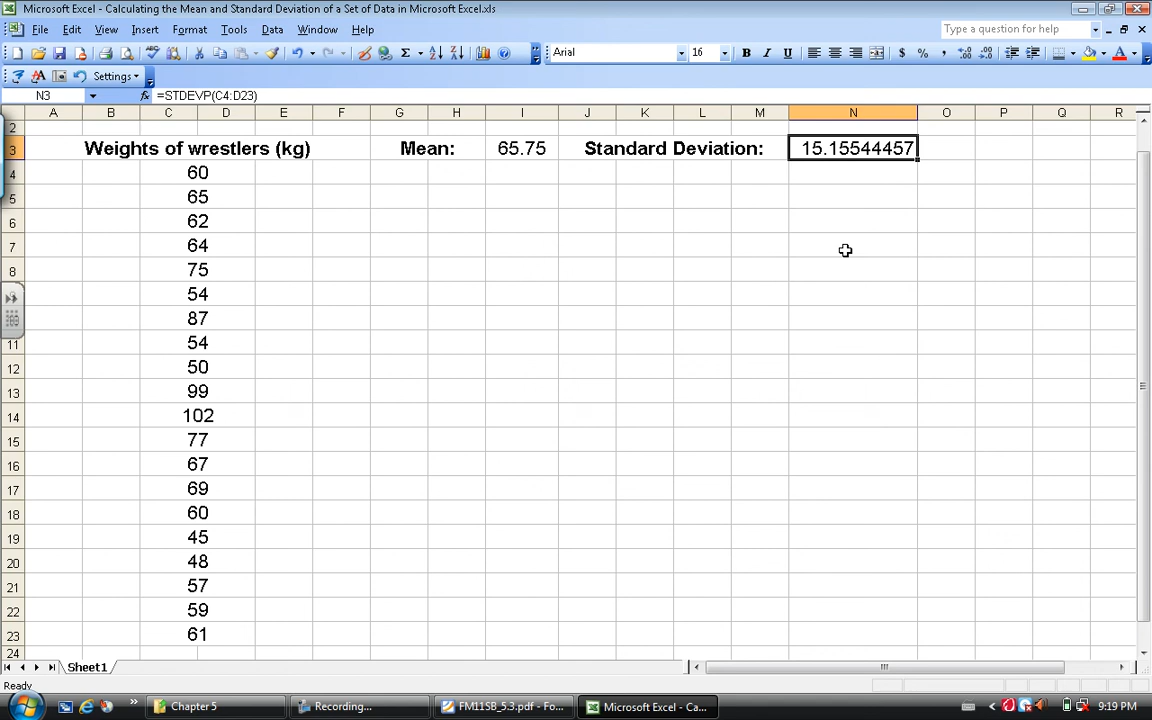 Microsoft Excel - Calculating the Mean and Standard Deviation of a Set of Data in Microsoft Excel.xls
File Edit View Insert Format Tools Data Window Help
Type a question for help
Arial 16
B I U
$ %
Settings
N3 fx =STDEVP(C4:D23)
A B C D E F G H I J K L M N O P Q R
2
3 Weights of wrestlers (kg) Mean: 65.75 Standard Deviation: 15.15544457
4 60
5 65
6 62
7 64
8 75
54
87
11 54
12 50
13 99
14 102
15 77
16 67
17 69
18 60
19 45
20 48
21 57
22 59
23 61
24
Sheet1
Ready
Chapter 5
Recording...
FM11SB_5.3.pdf - Fo...
Microsoft Excel - Ca...
9:19 PM